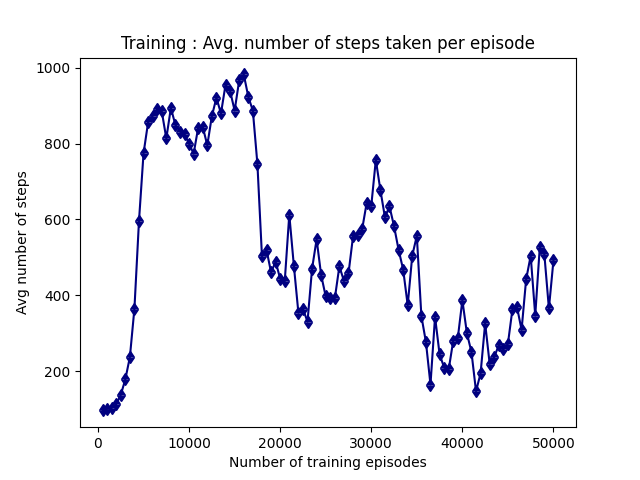 Training : Avg. number of steps taken per episode
1000
800
600
400
200
Avg number of steps
0 10000 20000 30000 40000 50000
Number of training episodes